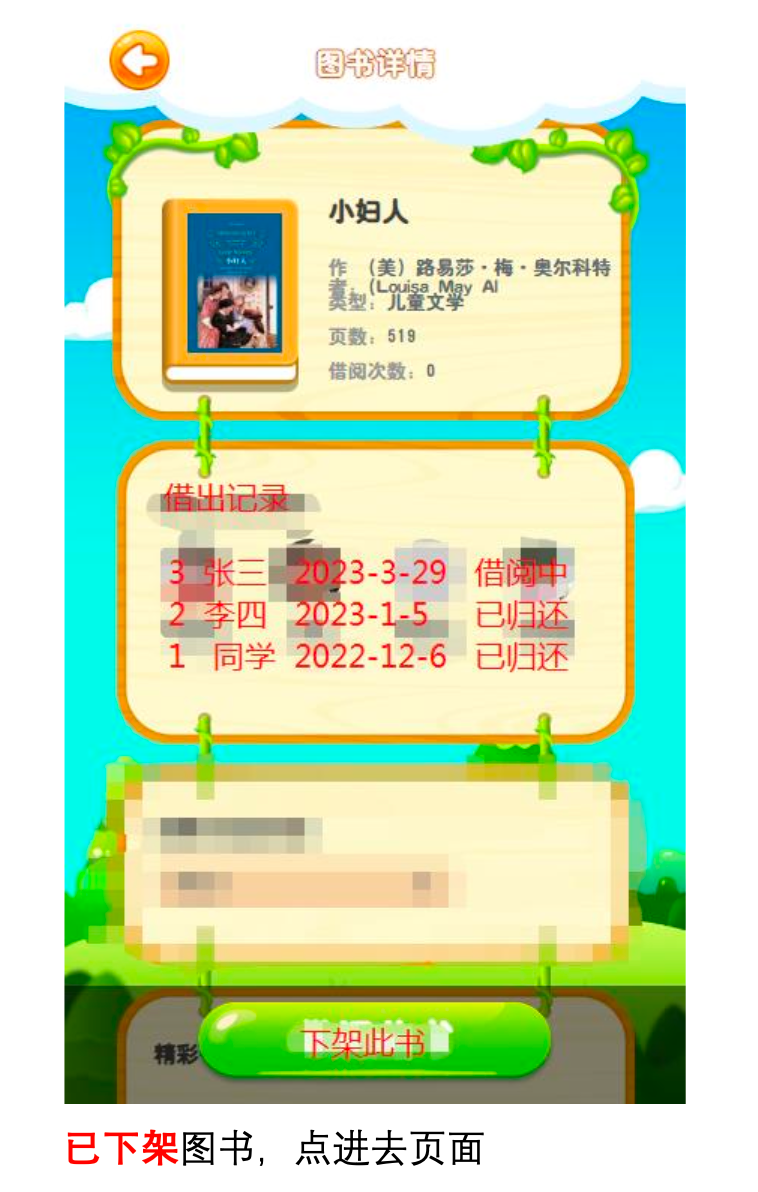 图书详情
小妇人
小妇人
作者：（美）路易莎·梅·奥尔科特
(Louisa May Al
类型：儿童文学
页数：519
借阅次数：0
借出记录
3 张三 2023-3-29 借阅中
2 李四 2023-1-5 已归还
1 同学 2022-12-6 已归还
精彩
下架此书
已下架图书，点进去页面